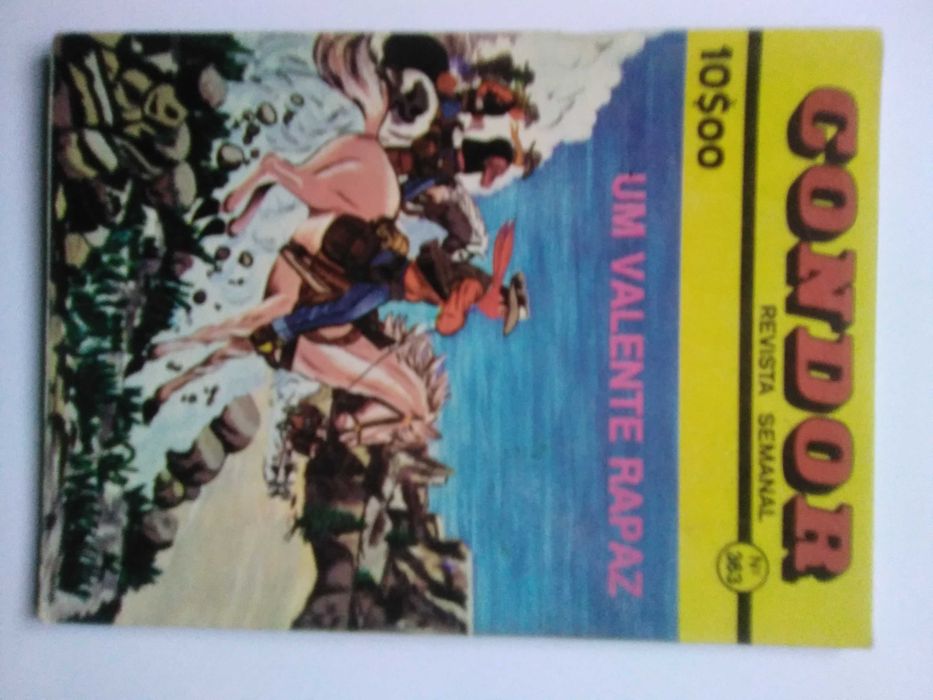 CONDOR
REVISTA SEMANAL
Nº 363
10$00
UM VALENTE RAPAZ